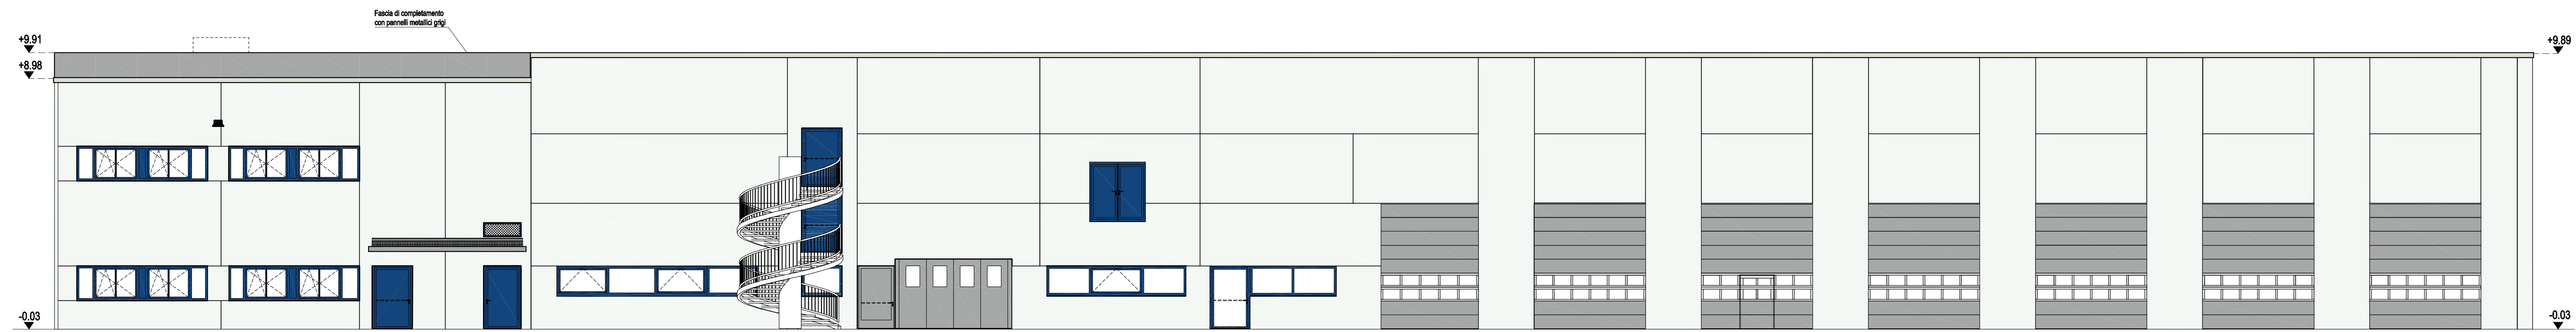 Fascia di completamento
con pannelli metallici grigi
+9.91
+9.89
+8.98
-0.03
-0.03